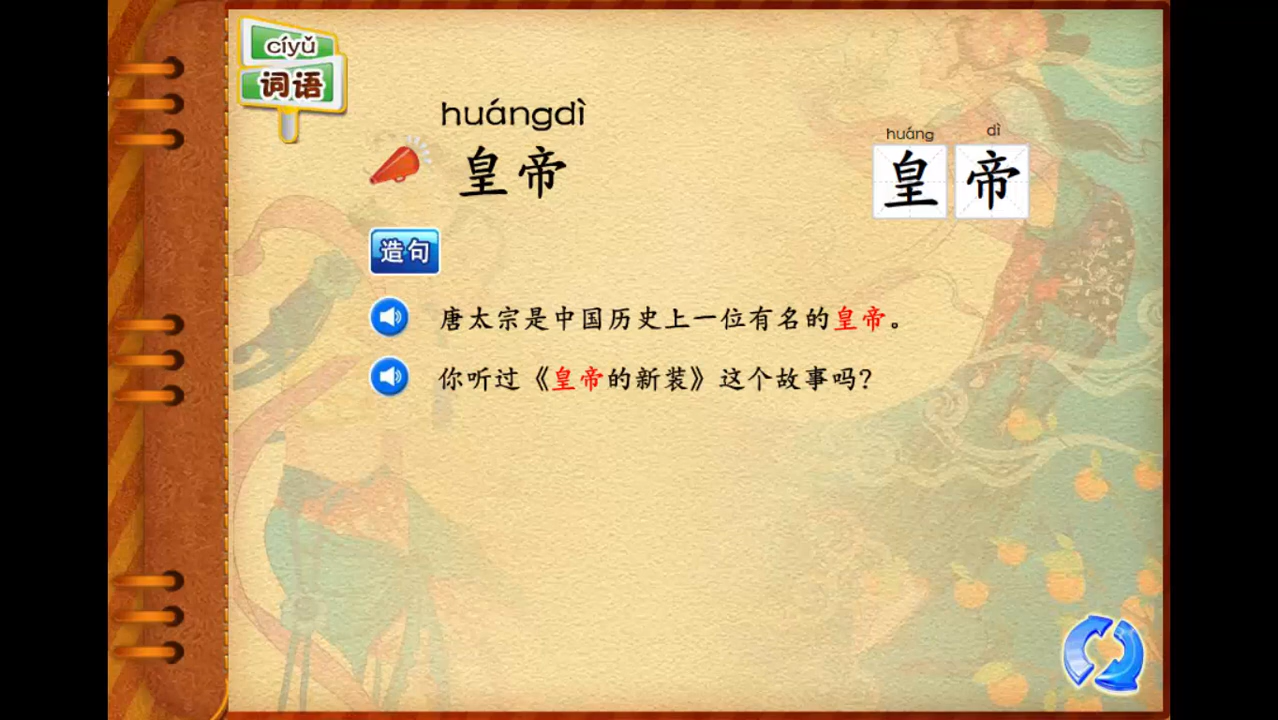 cíyǔ
词语
huángdì
皇帝
huáng dì
皇帝
造句
唐太宗是中国历史上一位有名的皇帝。
你听过《皇帝的新装》这个故事吗？